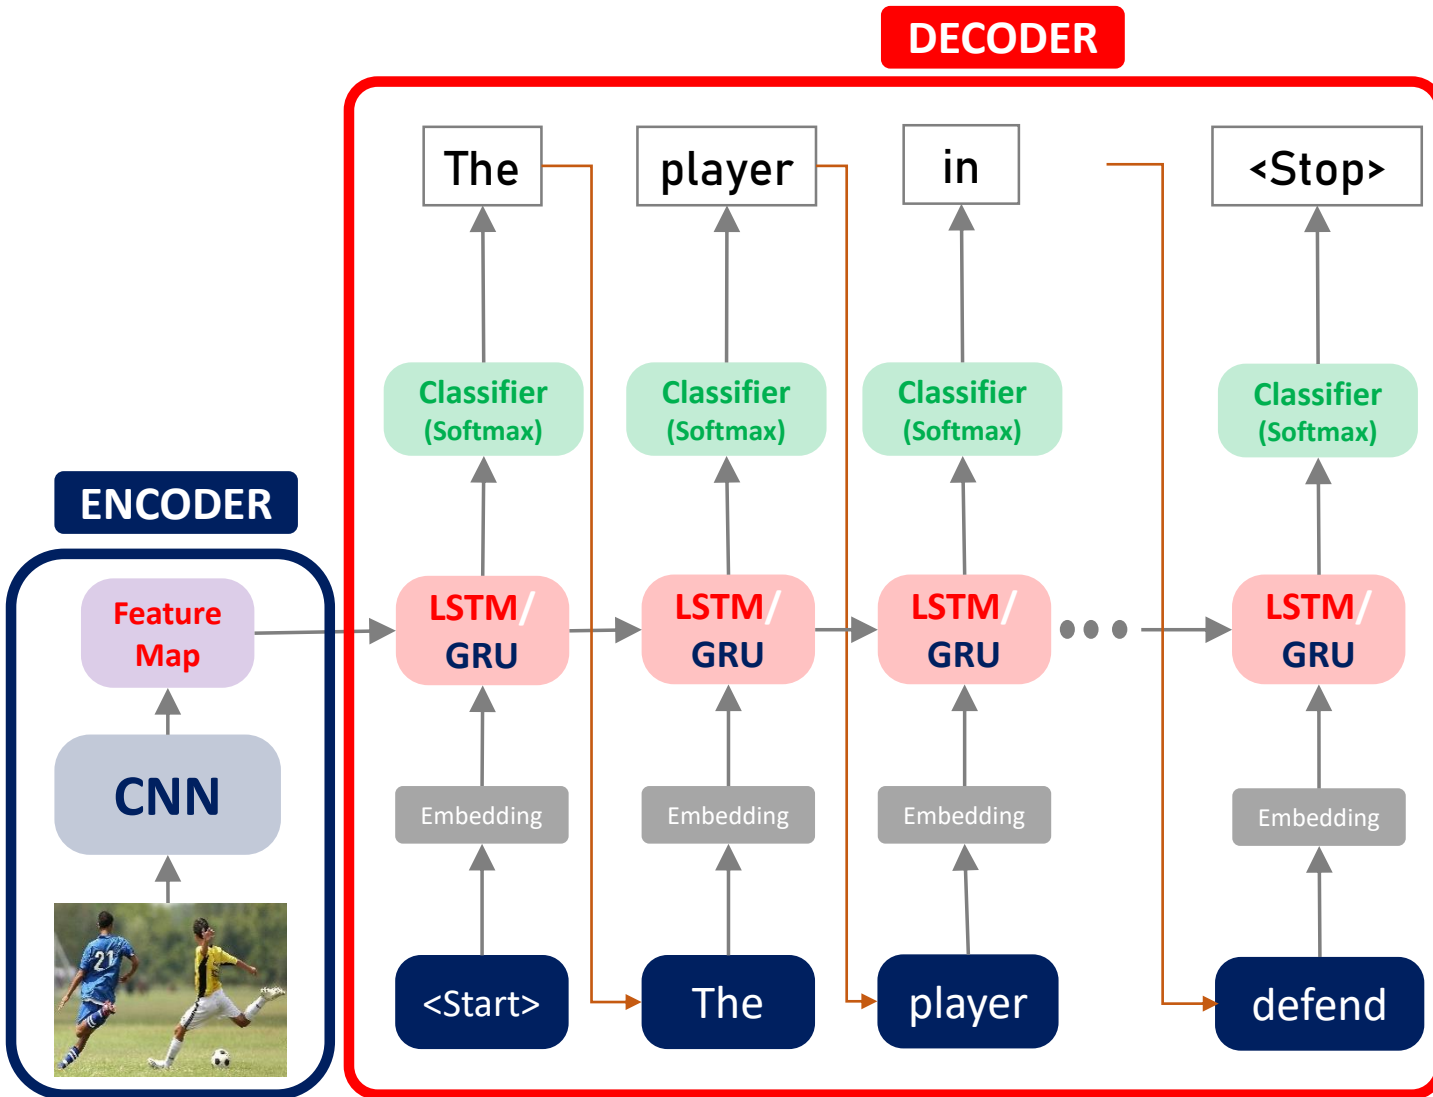 DECODER
The
player
in
<Stop>
Classifier
(Softmax)
Classifier
(Softmax)
Classifier
(Softmax)
Classifier
(Softmax)
ENCODER
Feature
Map
LSTM/
GRU
LSTM/
GRU
LSTM/
GRU
LSTM/
GRU
CNN
Embedding
Embedding
Embedding
Embedding
21
<Start>
The
player
defend